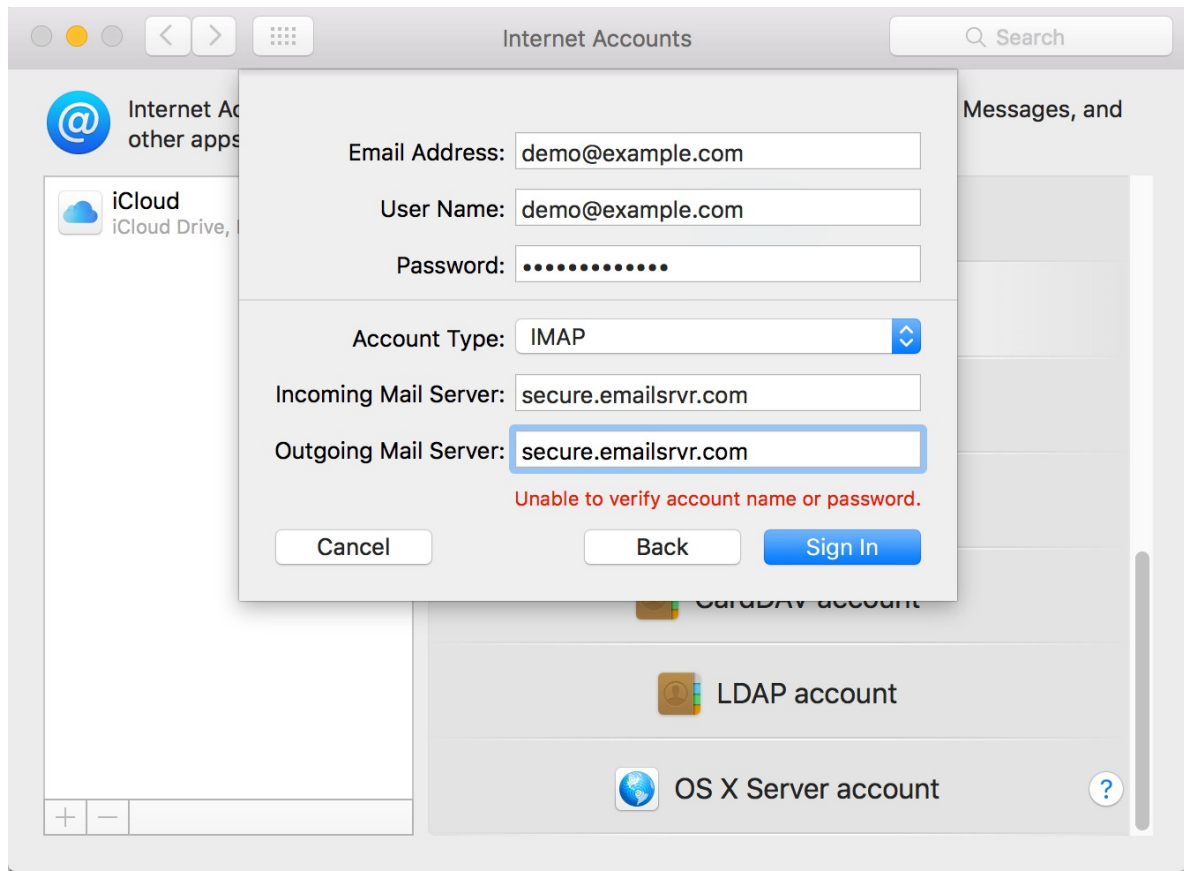 Internet Accounts
Search
Internet Ac
Messages, and
other apps
iCloud
iCloud Drive,
Email Address: demo@example.com
User Name: demo@example.com
Password: •••••••••••••
Account Type: IMAP
Incoming Mail Server: secure.emailsrvr.com
Outgoing Mail Server: secure.emailsrvr.com
Unable to verify account name or password.
Cancel
Back
Sign In
CardDAV account
LDAP account
OS X Server account
?